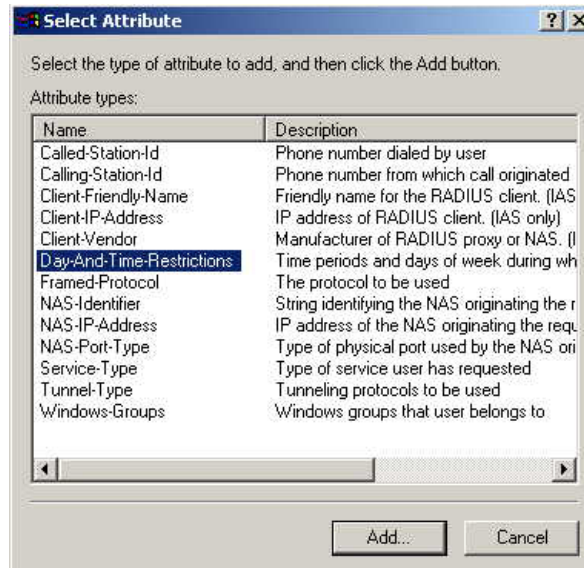 Select Attribute
Select the type of attribute to add, and then click the Add button.
Attribute types:
Name Description
Called-Station-Id Phone number dialed by user
Calling-Station-Id Phone number from which call originated
Client-Friendly-Name Friendly name for the RADIUS client. (IAS
Client-IP-Address IP address of RADIUS client. (IAS only)
Client-Vendor Manufacturer of RADIUS proxy or NAS. (I
Day-And-Time-Restrictions Time periods and days of week during wh
Framed-Protocol The protocol to be used
NAS-Identifier String identifying the NAS originating the r
NAS-IP-Address IP address of the NAS originating the requ
NAS-Port-Type Type of physical port used by the NAS ori
Service-Type Type of service user has requested
Tunnel-Type Tunneling protocols to be used
Windows-Groups Windows groups that user belongs to
Add... Cancel